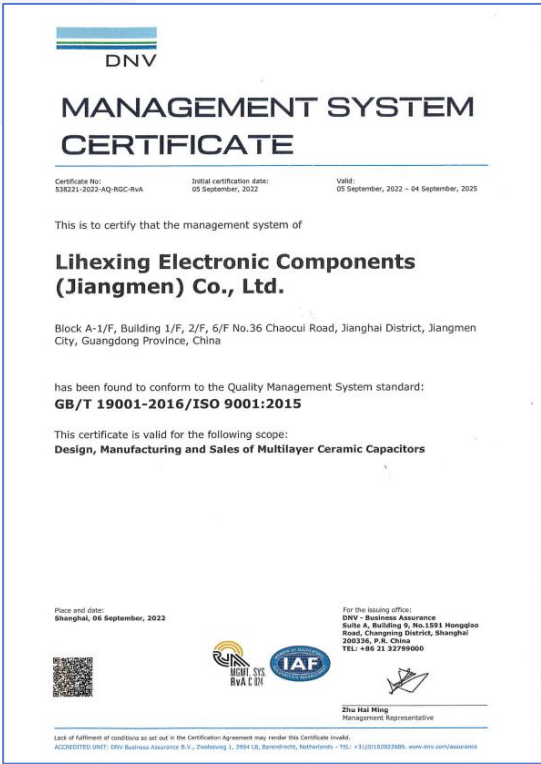 DNV
MANAGEMENT SYSTEM
CERTIFICATE
Certificate No:
538221-2022-AQ-RGC-RvA
Initial certification date:
05 September, 2022
Valid:
05 September, 2022 – 04 September, 2025
This is to certify that the management system of
Lihexing Electronic Components
(Jiangmen) Co., Ltd.
Block A-1/F, Building 1/F, 2/F, 6/F No.36 Chaocui Road, Jianghai District, Jiangmen
City, Guangdong Province, China
has been found to conform to the Quality Management System standard:
GB/T 19001-2016/ISO 9001:2015
This certificate is valid for the following scope:
Design, Manufacturing and Sales of Multilayer Ceramic Capacitors
Place and date:
Shanghai, 06 September, 2022
For the issuing office:
DNV - Business Assurance
Suite A, Building 9, No.1591 Hongqiao
Road, Changning District, Shanghai
200336, P.R. China
TEL: +86 21 32799000
RvA
MGMT. SYS.
RvA C 024
IAF
Zhu Hai Ming
Management Representative
Lack of fulfilment of conditions as set out in the Certification Agreement may render this Certificate invalid.
ACCREDITED UNIT: DNV Business Assurance B.V., Zwolseweg 1, 2994 LB, Barendrecht, Netherlands - TEL: +31(0)102922689. www.dnv.com/assurance